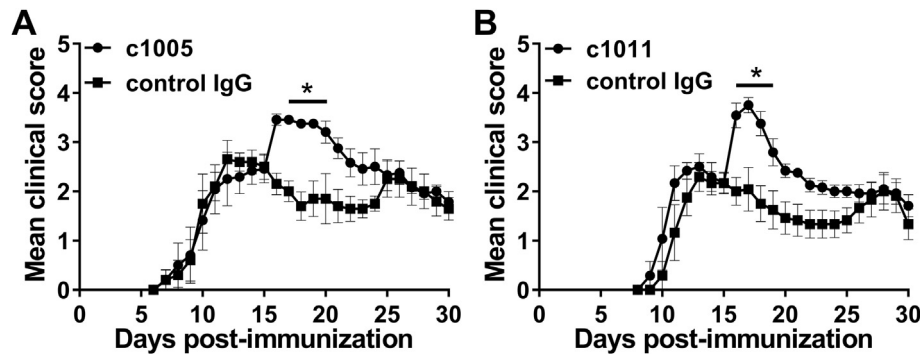 A
c1005
control IgG
*
Mean clinical score
5
4
3
2
1
0
0 5 10 15 20 25 30
Days post-immunization
B
c1011
control IgG
*
Mean clinical score
5
4
3
2
1
0
0 5 10 15 20 25 30
Days post-immunization